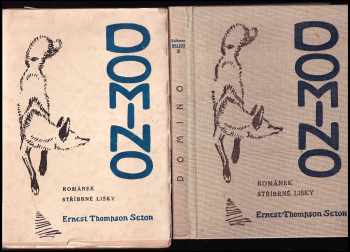 DOMINO
ROMÁNEK
STŘÍBRNÉ LIŠKY
Ernest Thompson Seton
DOMINO
DOMINO
ROMÁNEK
STŘÍBRNÉ LIŠKY
Ernest Thompson Seton